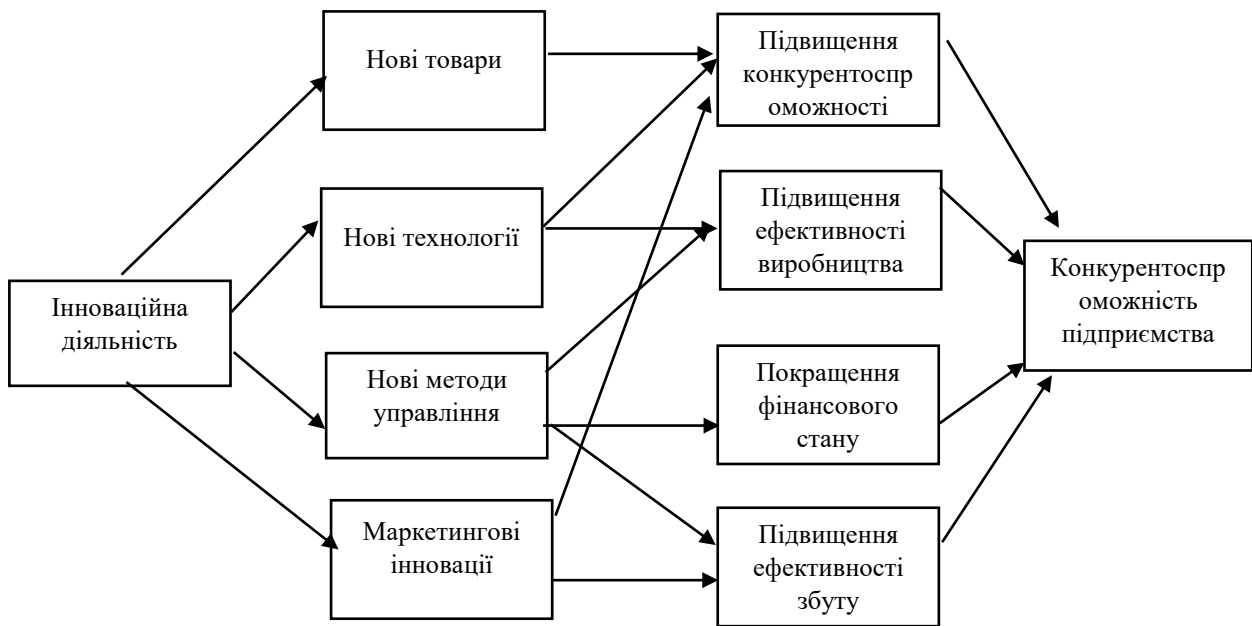 Нові товари
Підвищення
конкурентоспр
оможності
Нові технології
Підвищення
ефективності
виробництва
Інноваційна
діяльність
Конкурентоспр
оможність
підприємства
Нові методи
управління
Покращення
фінансового
стану
Маркетингові
інновації
Підвищення
ефективності
збуту